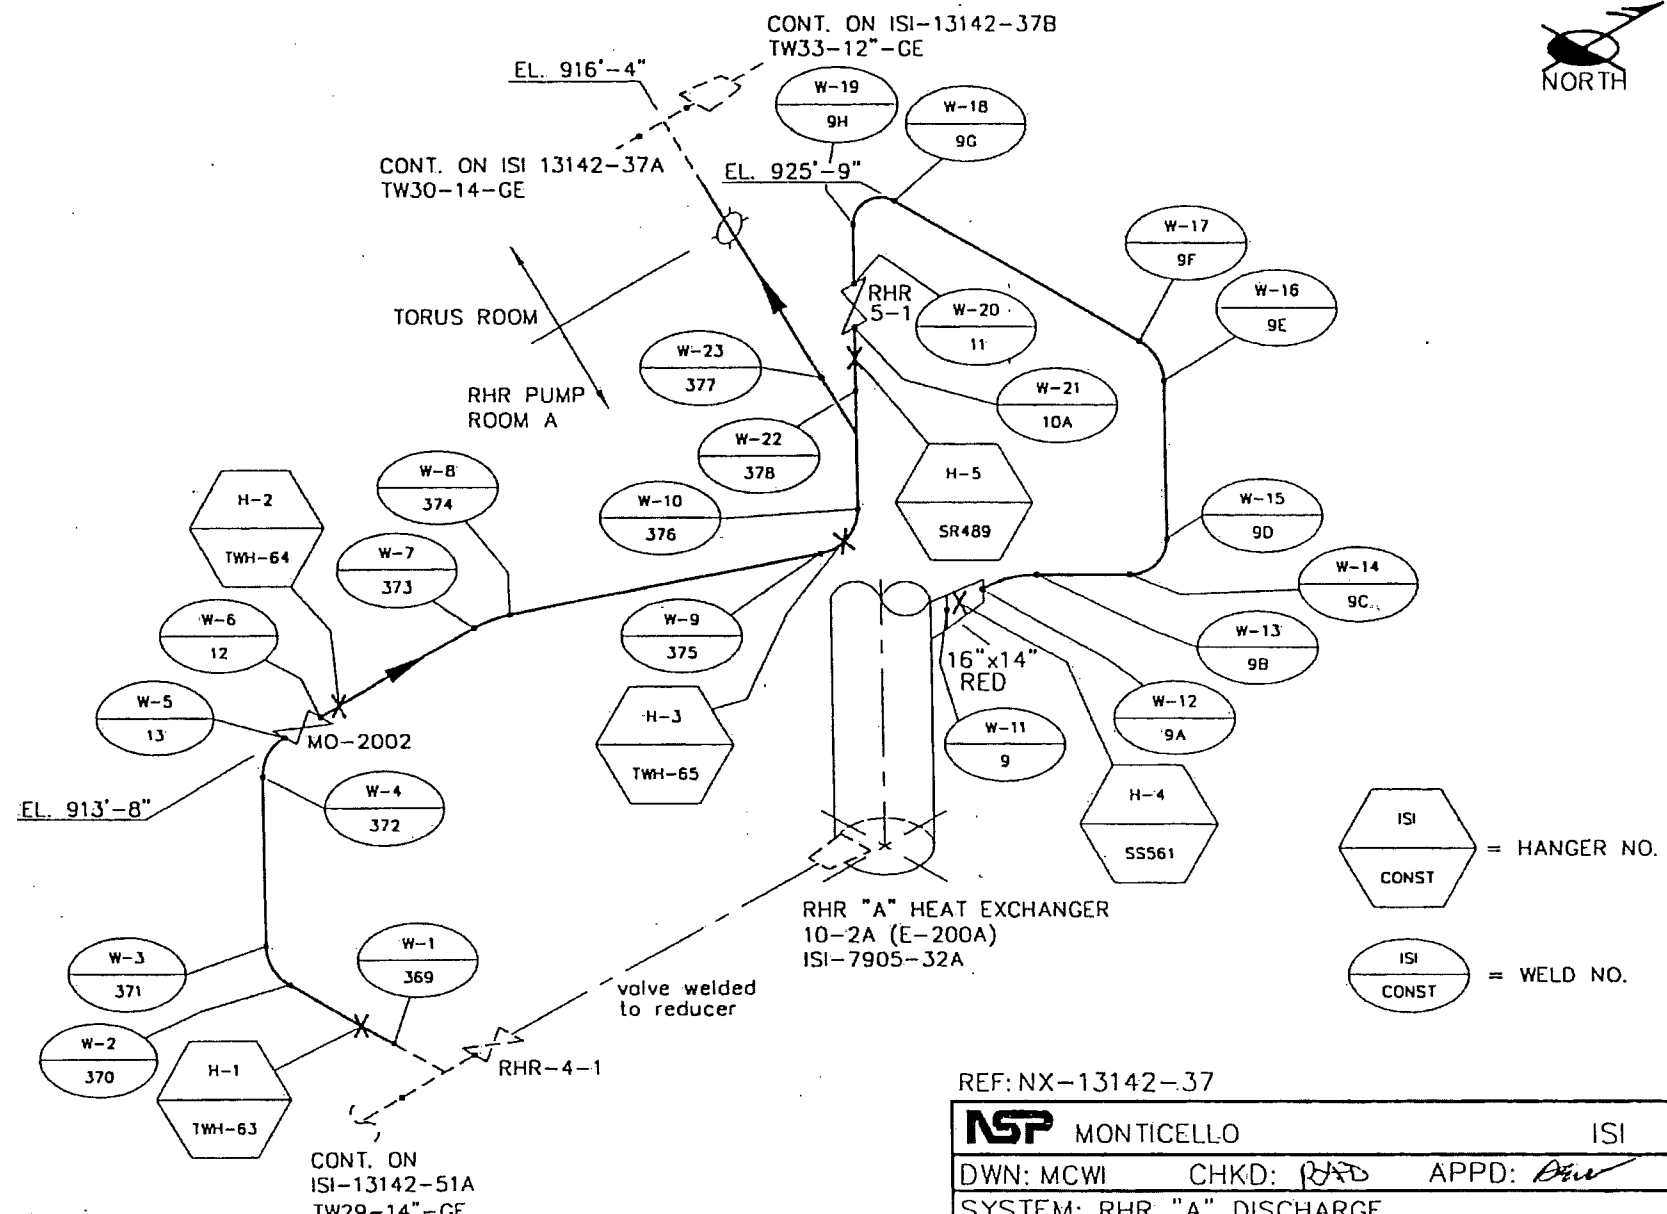 CONT. ON ISI-13142-37B
TW33-12"-GE
EL. 916'-4"
NORTH
W-19
9H
W-18
9G
CONT. ON ISI 13142-37A
TW30-14-GE
EL. 925'-9"
W-17
9F
W-16
9E
TORUS ROOM
RHR
5-1
W-20
11
W-23
377
RHR PUMP
ROOM A
W-21
10A
W-22
378
H-2
TWH-64
W-8
374
H-5
SR489
W-10
376
W-15
9D
W-7
373
W-14
9C
W-6
12
W-9
375
W-13
9B
16"x14"
RED
W-5
13
MO-2002
H-3
TWH-65
W-12
9A
W-11
9
EL. 913'-8"
W-4
372
H-4
SS561
ISI
CONST
= HANGER NO.
RHR "A" HEAT EXCHANGER
10-2A (E-200A)
ISI-7905-32A
W-3
371
W-1
369
valve welded
to reducer
ISI
CONST
= WELD NO.
W-2
370
H-1
TWH-63
RHR-4-1
REF: NX-13142-37
CONT. ON
ISI-13142-51A
TW29-14"-GE
NSP MONTICELLO ISI
DWN: MCWI CHKD: APPD:
SYSTEM: RHR "A" DISCHARGE